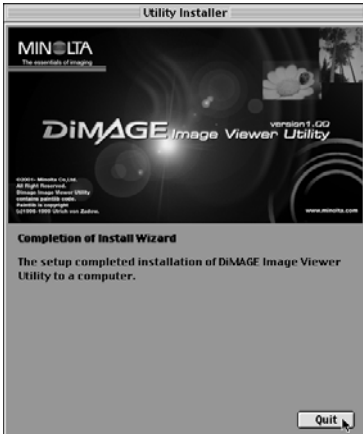 Utility Installer
MINOLTA
The essentials of imaging
version1.00
DiMAGE Image Viewer Utility
©2001- Minolta Co.,Ltd.
All Right Reserved.
Dimage Image Viewer Utility
contains paintlib code.
Paintlib is copyright
(c)1996-1999 Ulrich von Zadow.
www.minolta.com
Completion of Install Wizard
The setup completed installation of DiMAGE Image Viewer
Utility to a computer.
Quit